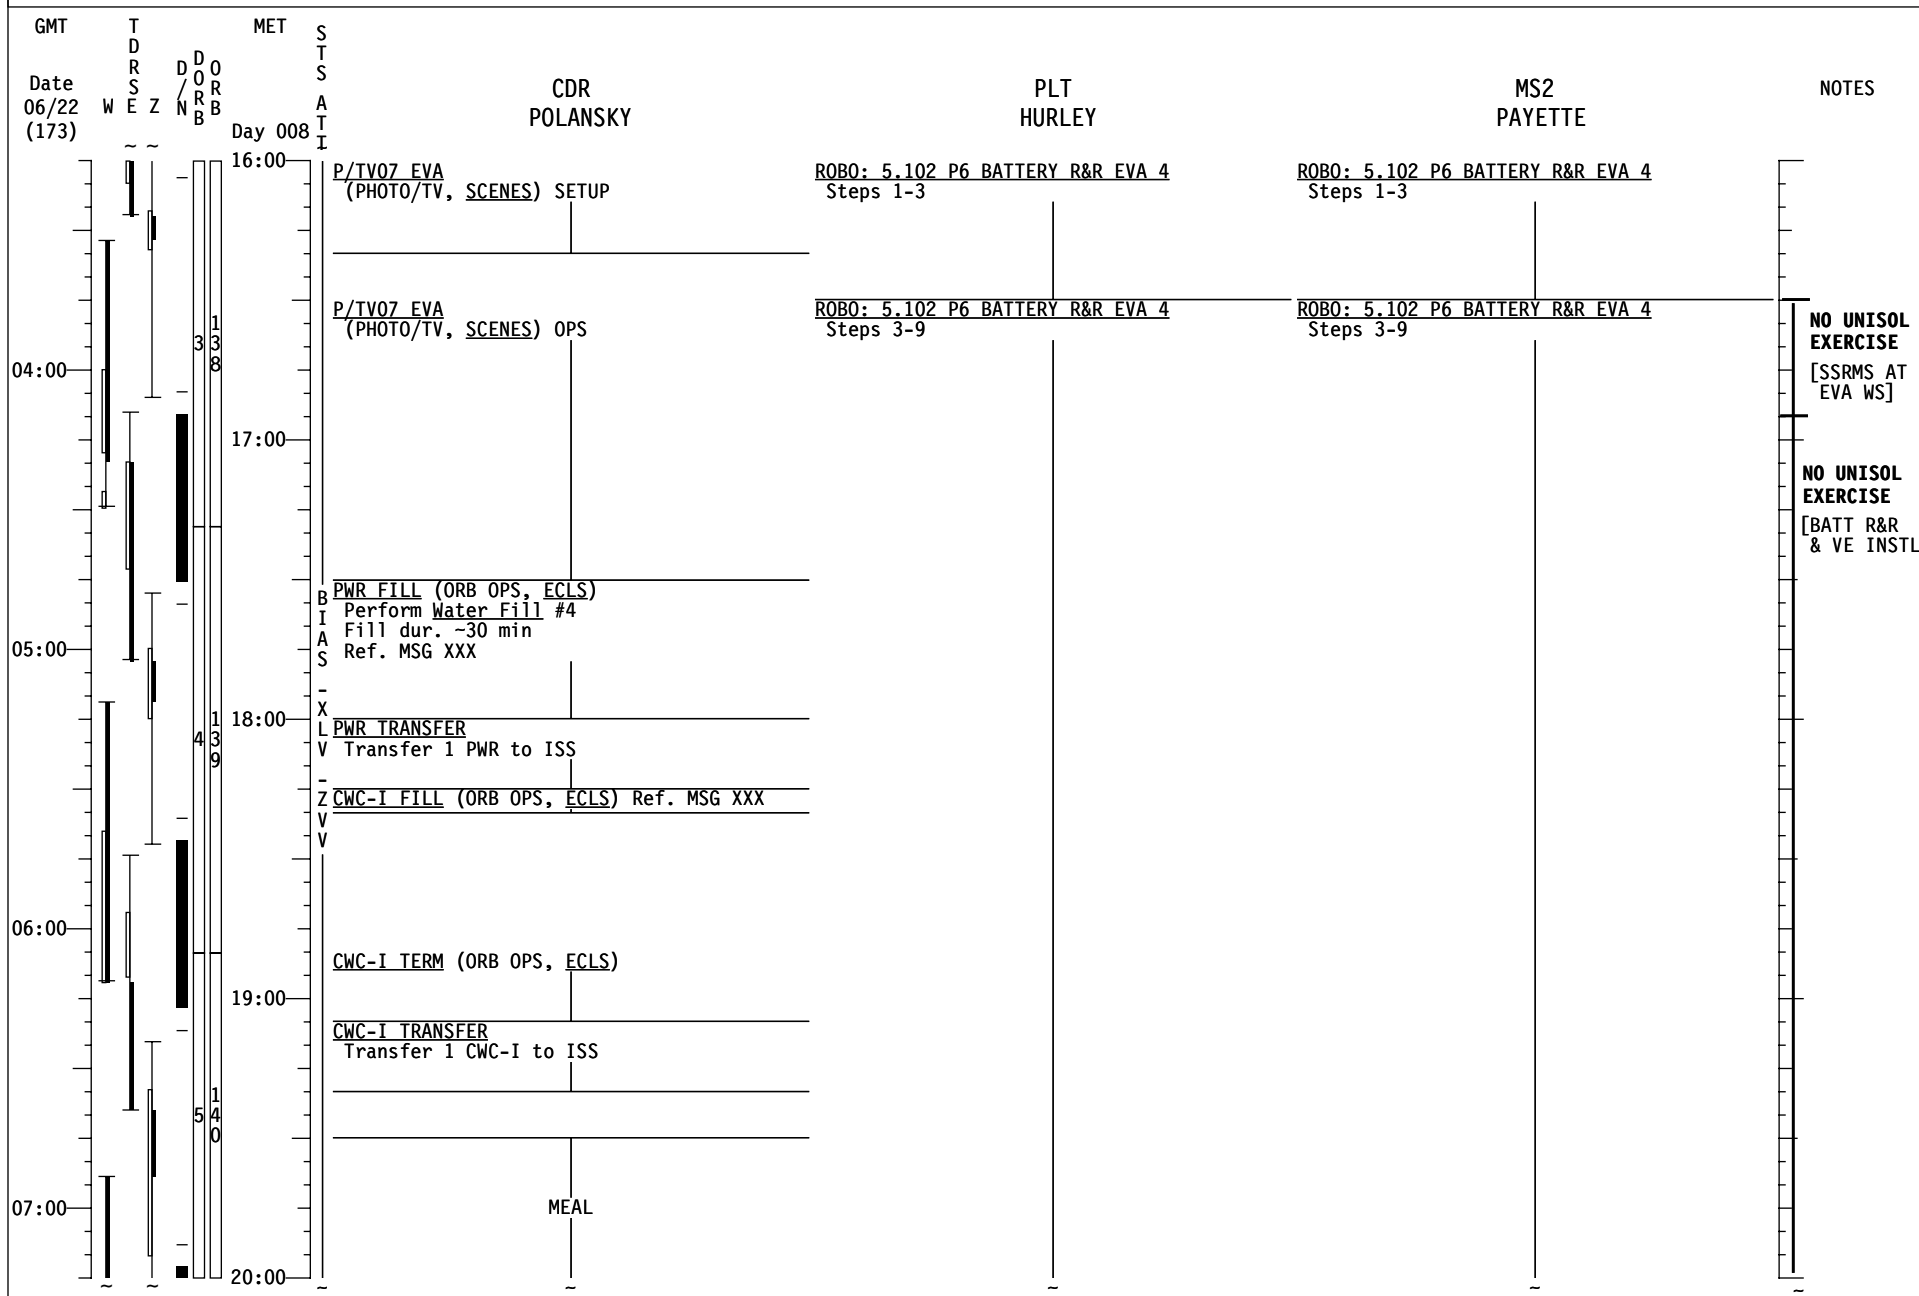 GMT
TDRS
MET
STS ATT
Date
06/22
(173)
W E Z
D/N
DORB
ORB
Day 008
I
CDR
POLANSKY
PLT
HURLEY
MS2
PAYETTE
NOTES
~ ~
16:00
P/TV07 EVA
(PHOTO/TV, SCENES) SETUP
ROBO: 5.102 P6 BATTERY R&R EVA 4
Steps 1-3
ROBO: 5.102 P6 BATTERY R&R EVA 4
Steps 1-3
P/TV07 EVA
(PHOTO/TV, SCENES) OPS
ROBO: 5.102 P6 BATTERY R&R EVA 4
Steps 3-9
ROBO: 5.102 P6 BATTERY R&R EVA 4
Steps 3-9
NO UNISOL
EXERCISE
[SSRMS AT
EVA WS]
3
138
04:00
17:00
NO UNISOL
EXERCISE
[BATT R&R
& VE INSTL
BIAS -XLV -ZVV
PWR FILL (ORB OPS, ECLS)
Perform Water Fill #4
Fill dur. ~30 min
Ref. MSG XXX
05:00
4
139
18:00
PWR TRANSFER
Transfer 1 PWR to ISS
CWC-I FILL (ORB OPS, ECLS) Ref. MSG XXX
06:00
CWC-I TERM (ORB OPS, ECLS)
19:00
CWC-I TRANSFER
Transfer 1 CWC-I to ISS
5
140
07:00
MEAL
20:00
~ ~ ~ ~ ~ ~ ~